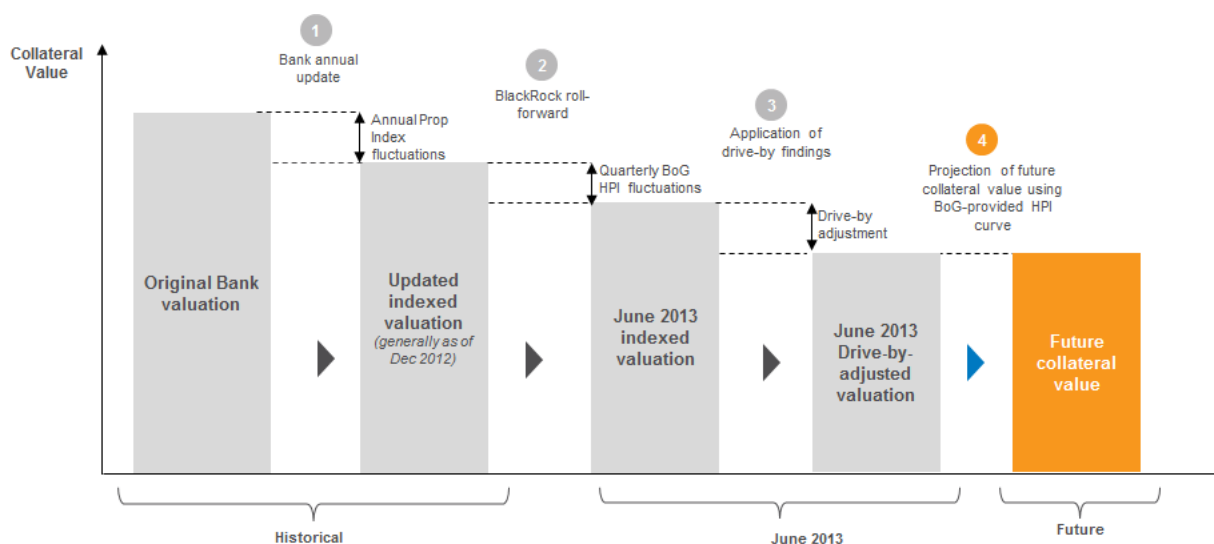 Collateral
Value
1
Bank annual
update
2
BlackRock roll-
forward
3
Application of
drive-by findings
4
Projection of future
collateral value using
BoG-provided HPI
curve
Annual Prop
Index
fluctuations
Quarterly BoG
HPI fluctuations
Drive-by
adjustment
Original Bank
valuation
Updated
indexed
valuation
(generally as of
Dec 2012)
June 2013
indexed
valuation
June 2013
Drive-by-
adjusted
valuation
Future
collateral
value
Historical
June 2013
Future